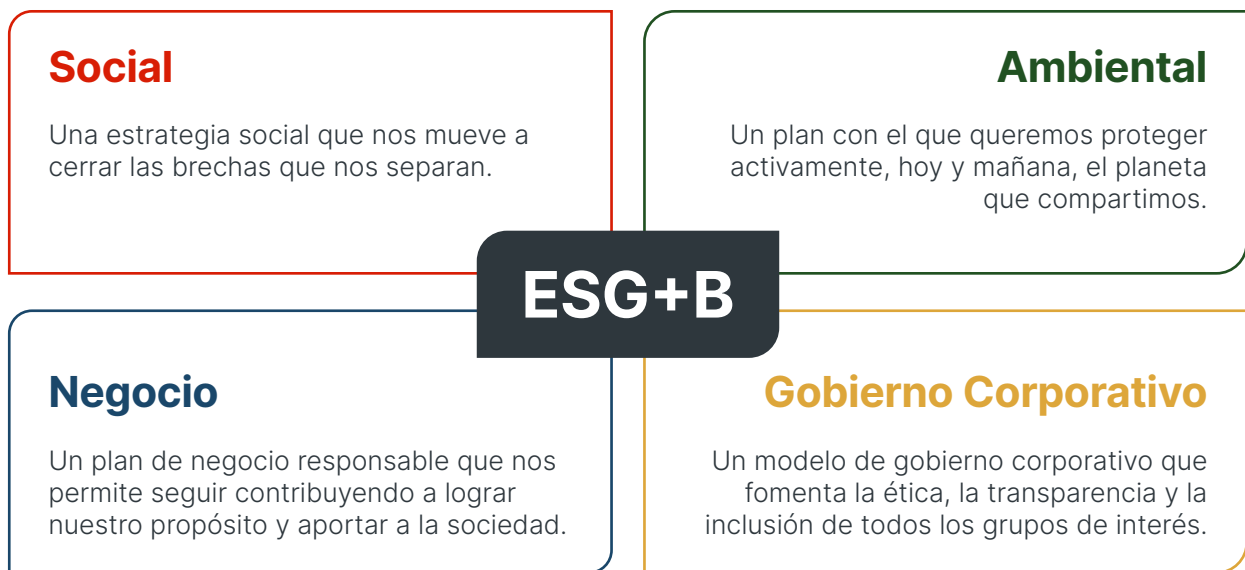 Social
Una estrategia social que nos mueve a
cerrar las brechas que nos separan.
Ambiental
Un plan con el que queremos proteger
activamente, hoy y mañana, el planeta
que compartimos.
ESG+B
Negocio
Un plan de negocio responsable que nos
permite seguir contribuyendo a lograr
nuestro propósito y aportar a la sociedad.
Gobierno Corporativo
Un modelo de gobierno corporativo que
fomenta la ética, la transparencia y la
inclusión de todos los grupos de interés.